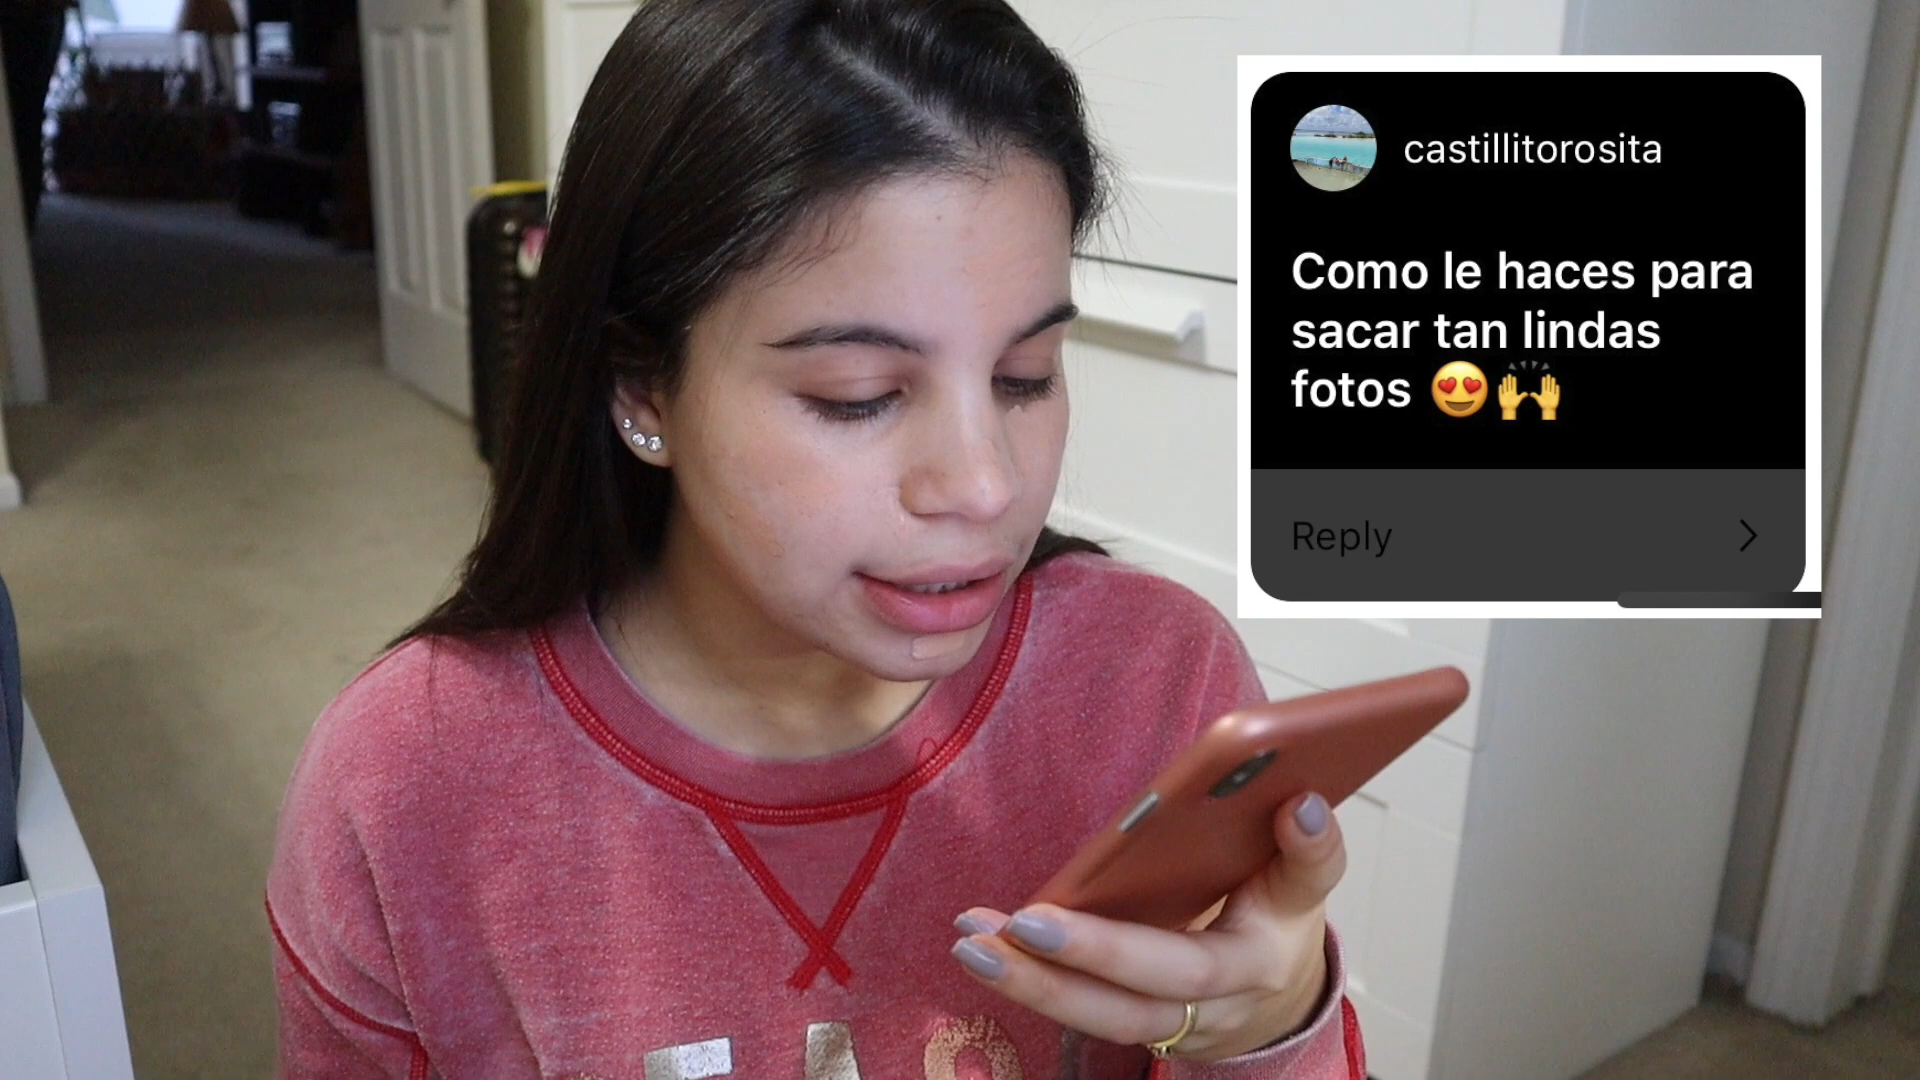 castillitorosita
Como le haces para
sacar tan lindas
fotos 😍🙌
Reply